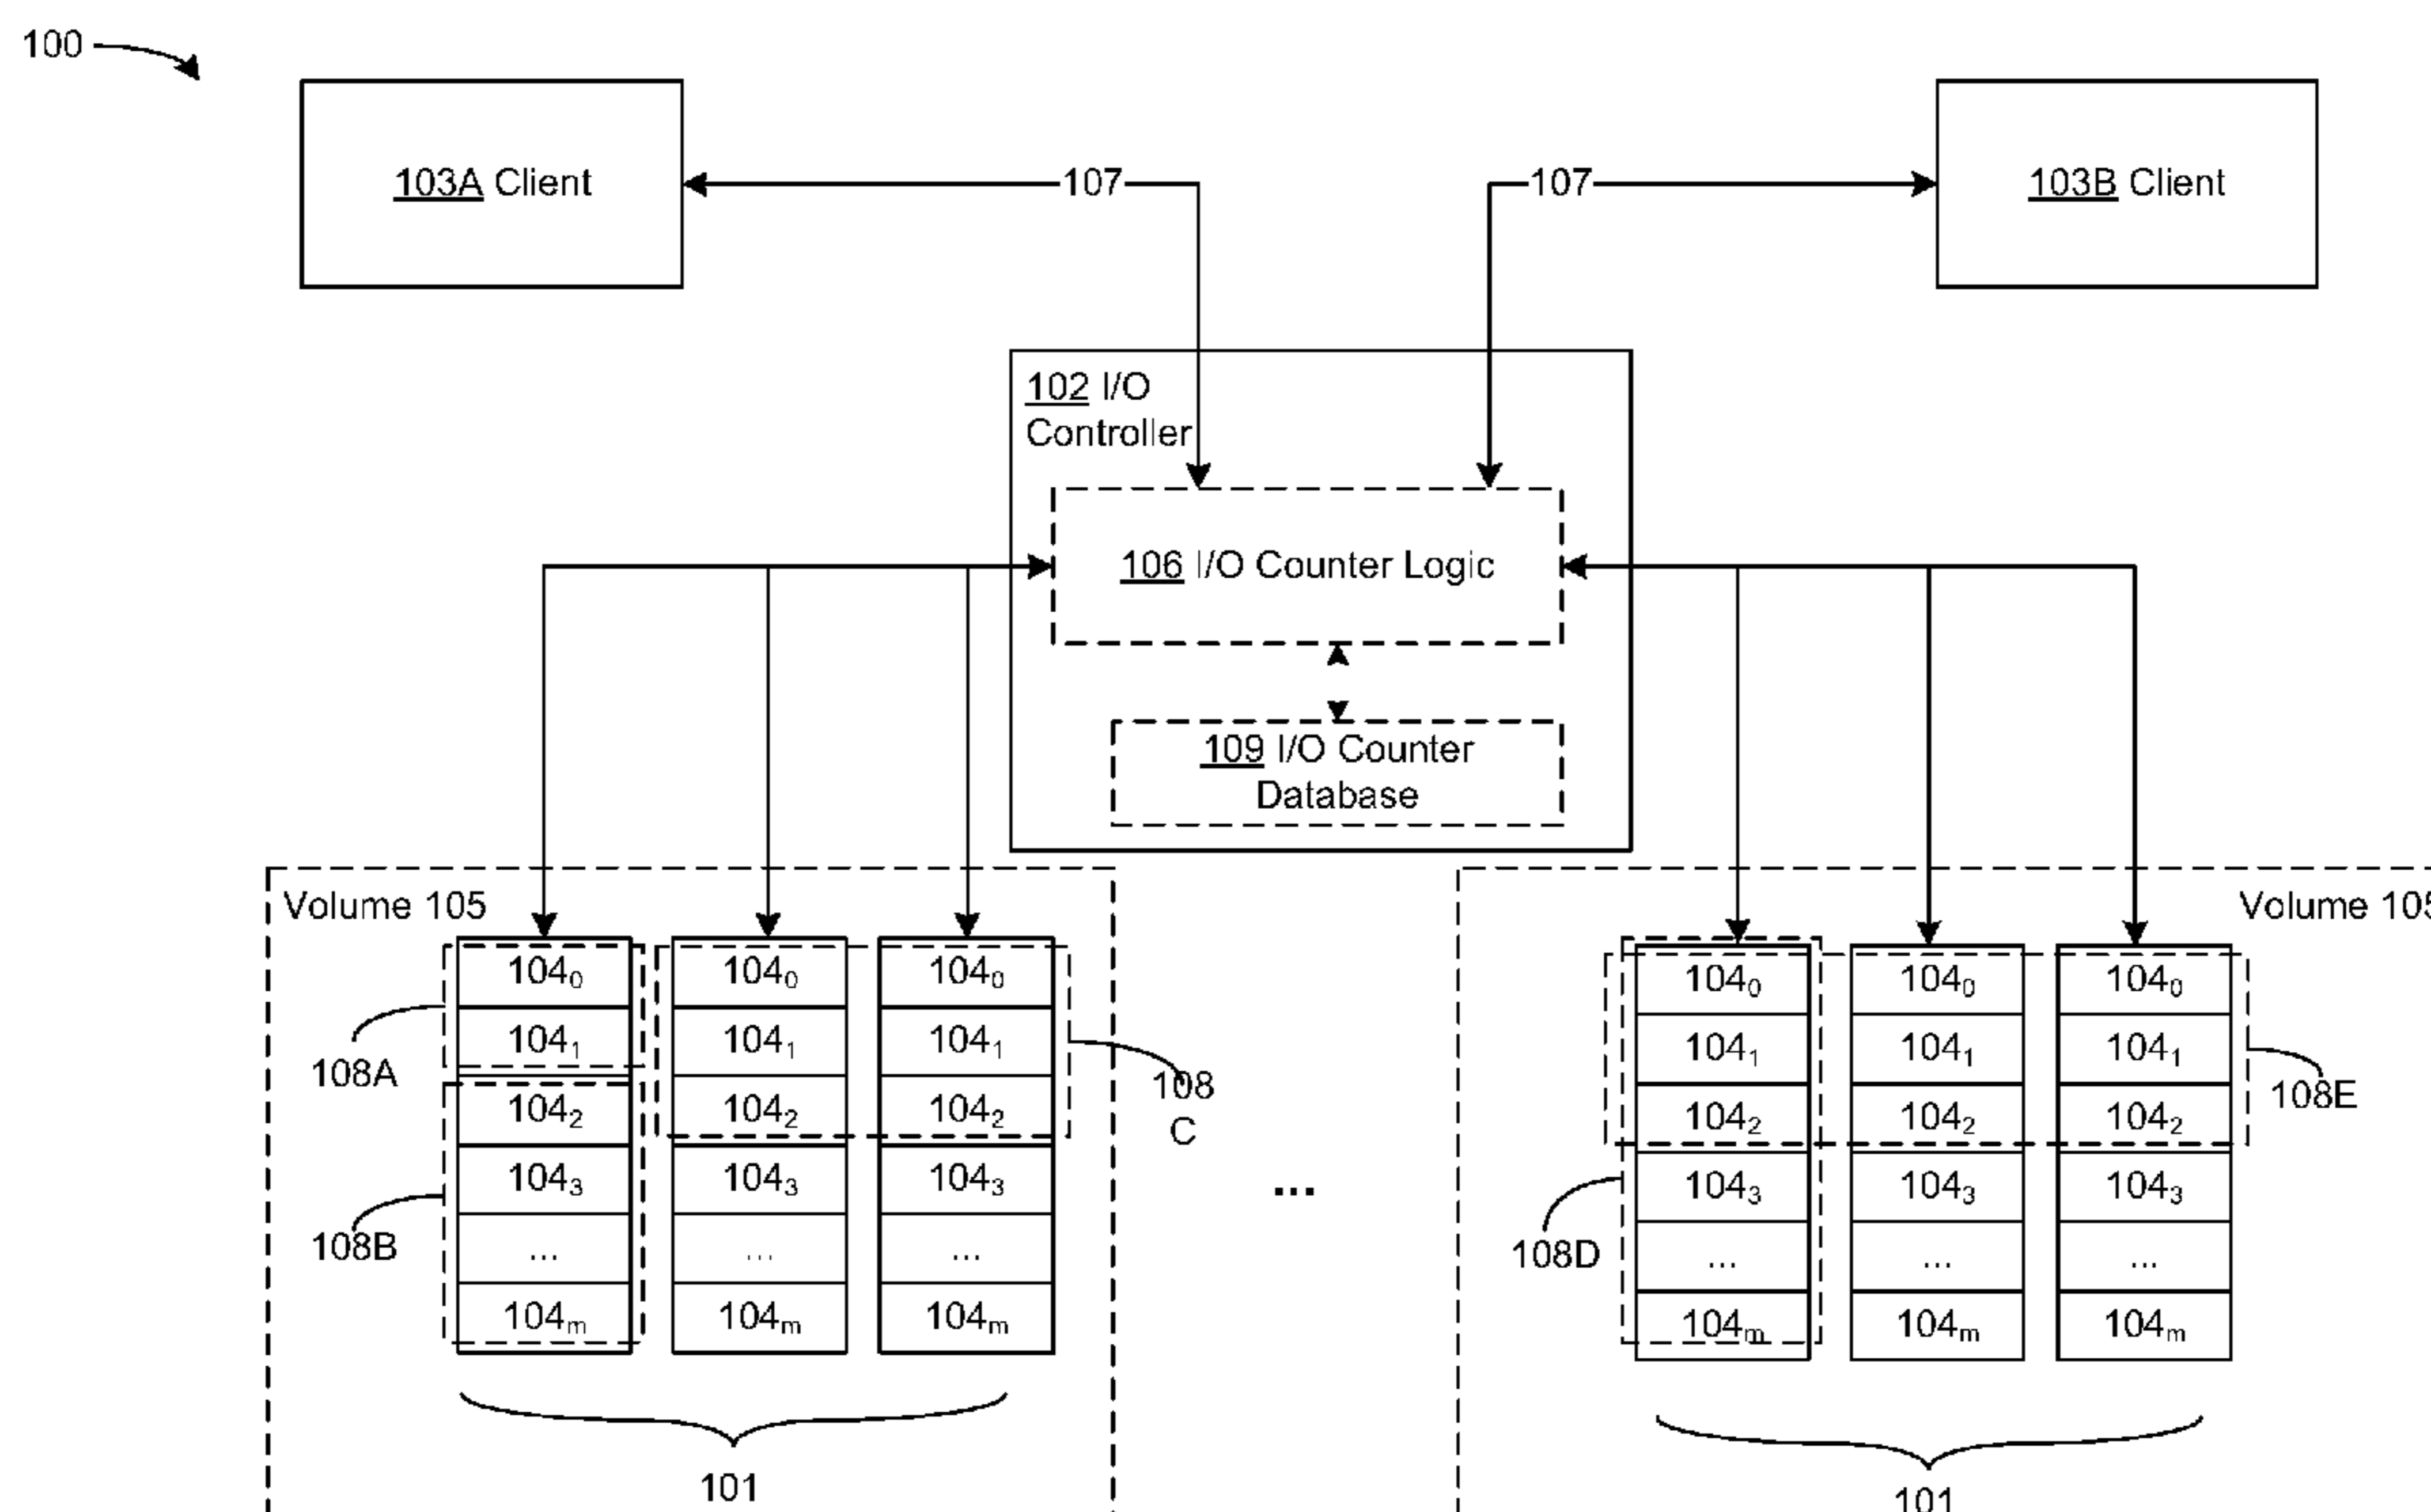 100
103A Client
107
107
103B Client
102 I/O
Controller
106 I/O Counter Logic
109 I/O Counter
Database
Volume 105
104₀ 104₀ 104₀
104₁ 104₁ 104₁
104₂ 104₂ 104₂
104₃ 104₃ 104₃
... ... ...
104ₘ 104ₘ 104ₘ
108A
108B
108
C
101
...
Volume 105
104₀ 104₀ 104₀
104₁ 104₁ 104₁
104₂ 104₂ 104₂
104₃ 104₃ 104₃
... ... ...
104ₘ 104ₘ 104ₘ
108D
108E
101